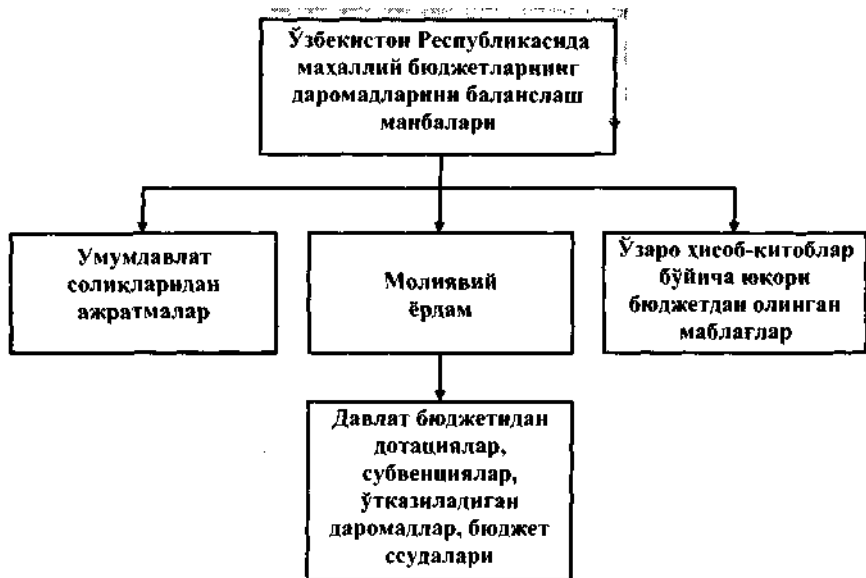 Ўзбекистон Республикасида
маҳаллий бюджетларнинг
даромадларини баланслаш
манбалари
Умумдавлат
солиқларидан
ажратмалар
Молиявий
ёрдам
Ўзаро ҳисоб-китоблар
бўйича юқори
бюджетдан олинган
маблағлар
Давлат бюджетидан
дотациялар,
субвенциялар,
ўтказиладиган
даромадлар, бюджет
ссудалари